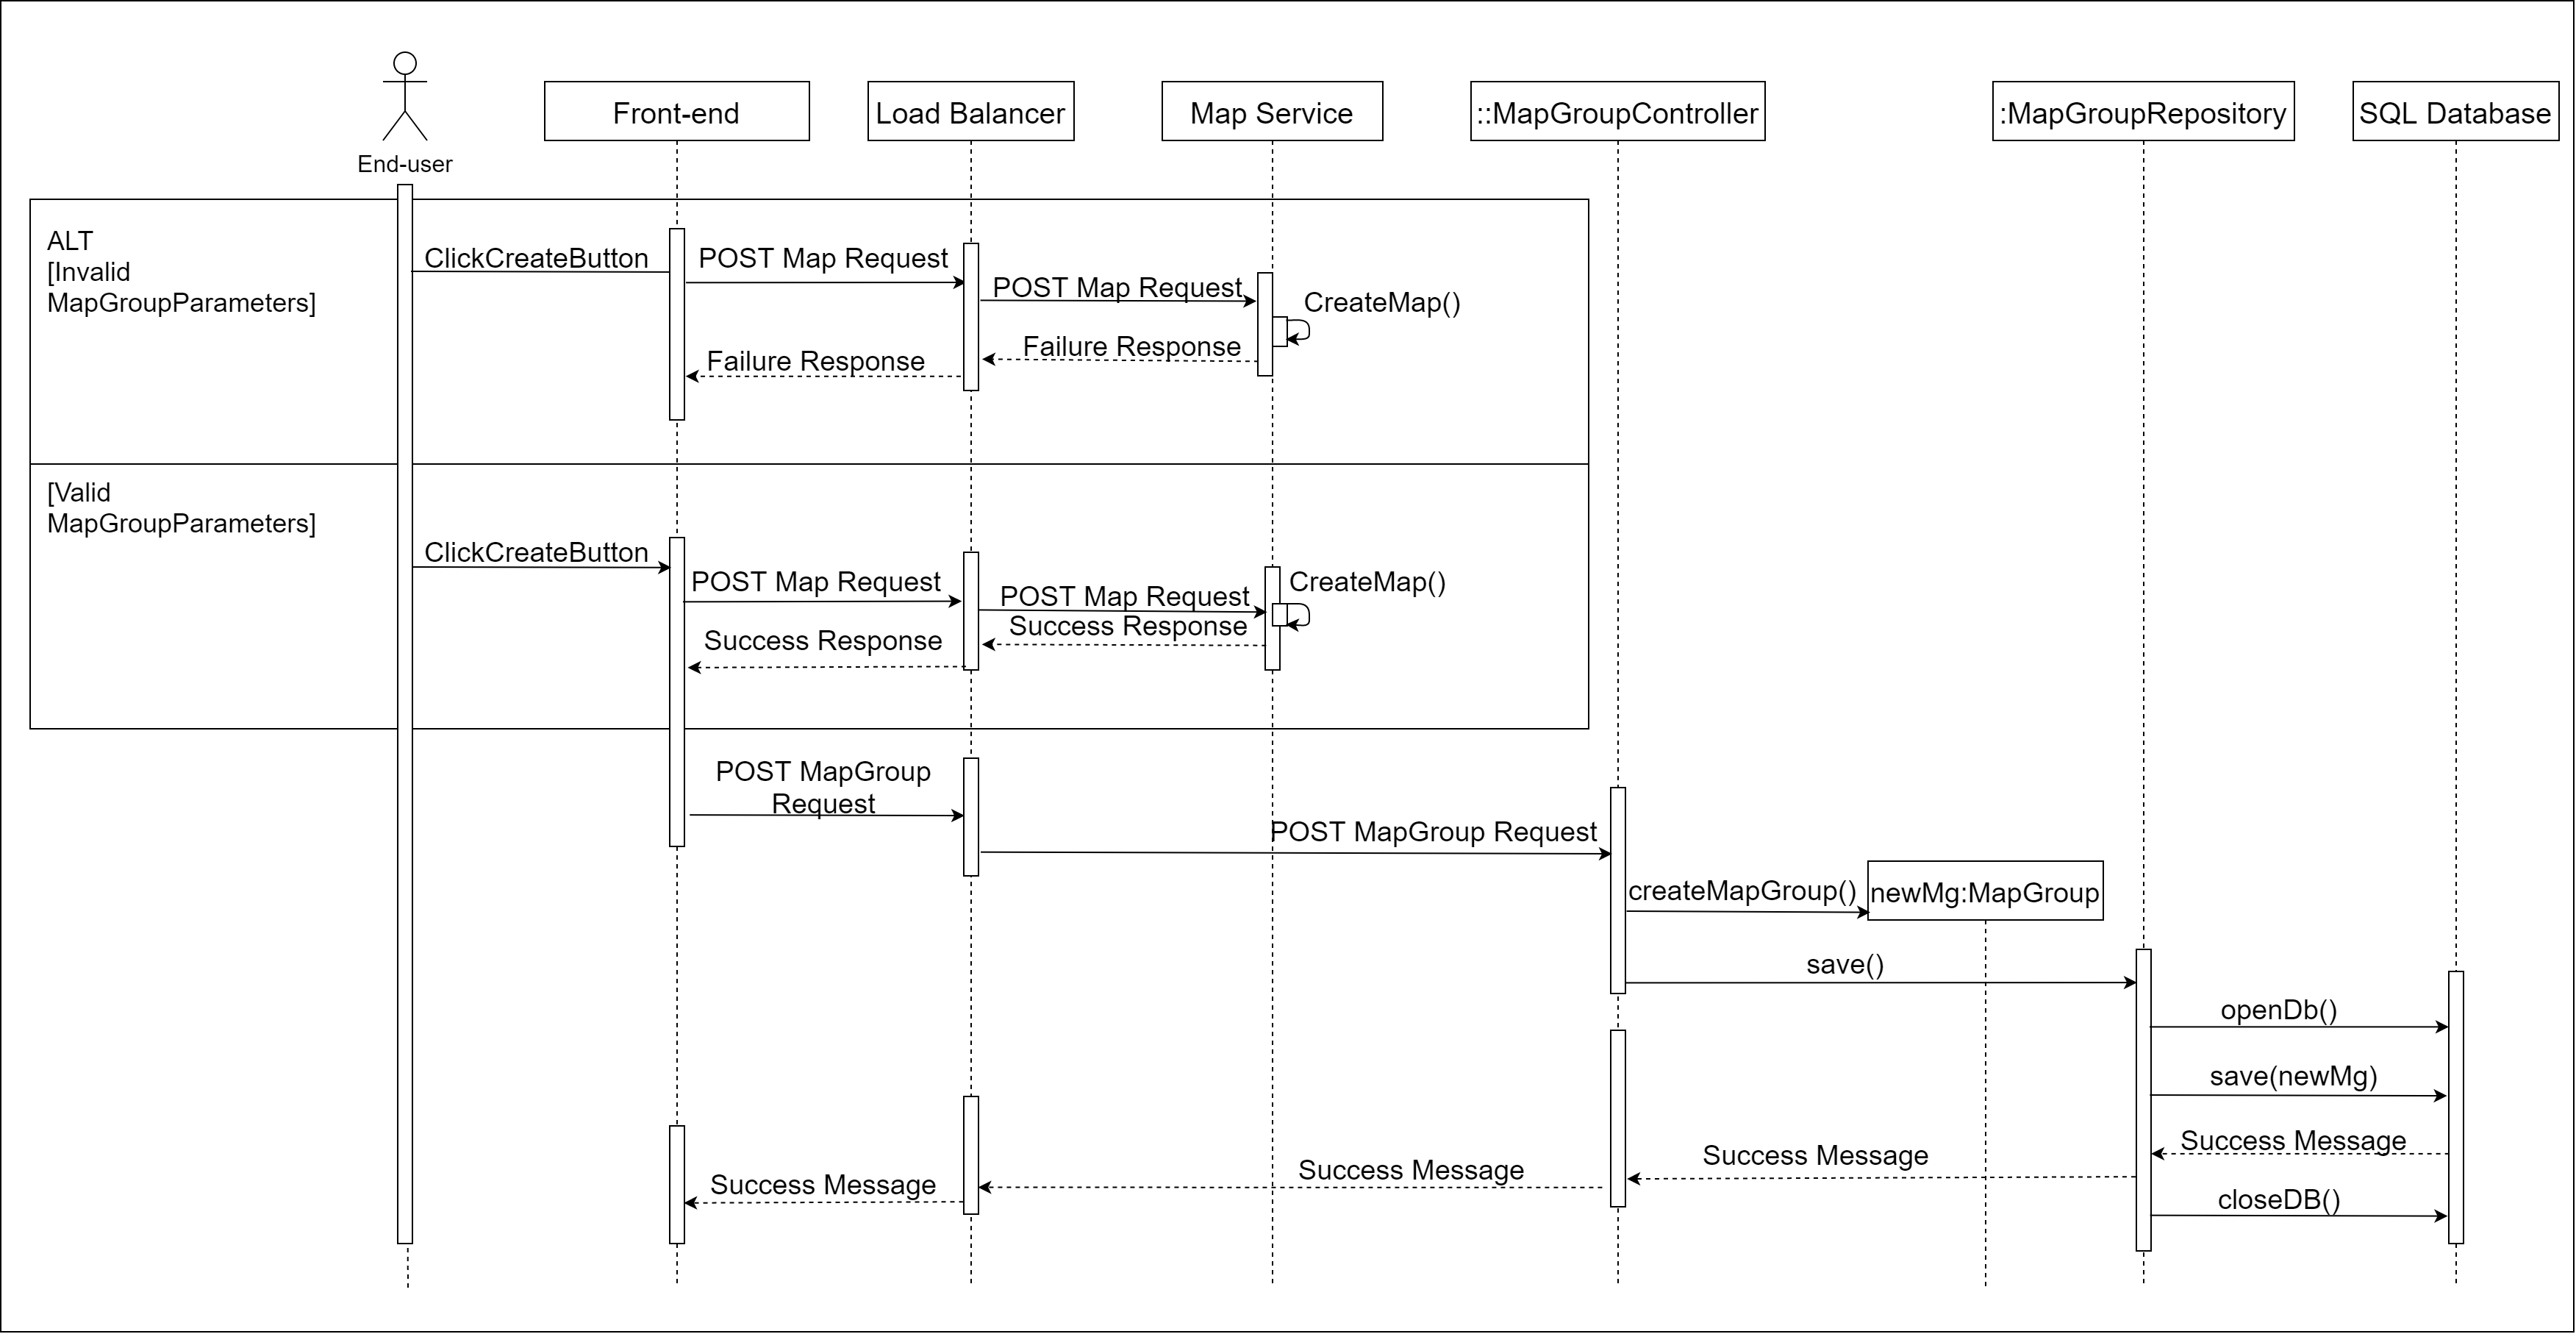 End-user
Front-end
Load Balancer
Map Service
::MapGroupController
:MapGroupRepository
SQL Database
ALT
[Invalid
MapGroupParameters]
ClickCreateButton
POST Map Request
POST Map Request
CreateMap()
Failure Response
Failure Response
[Valid
MapGroupParameters]
ClickCreateButton
POST Map Request
POST Map Request
CreateMap()
Success Response
Success Response
POST MapGroup
Request
POST MapGroup Request
createMapGroup()
newMg:MapGroup
save()
openDb()
save(newMg)
Success Message
Success Message
Success Message
Success Message
closeDB()